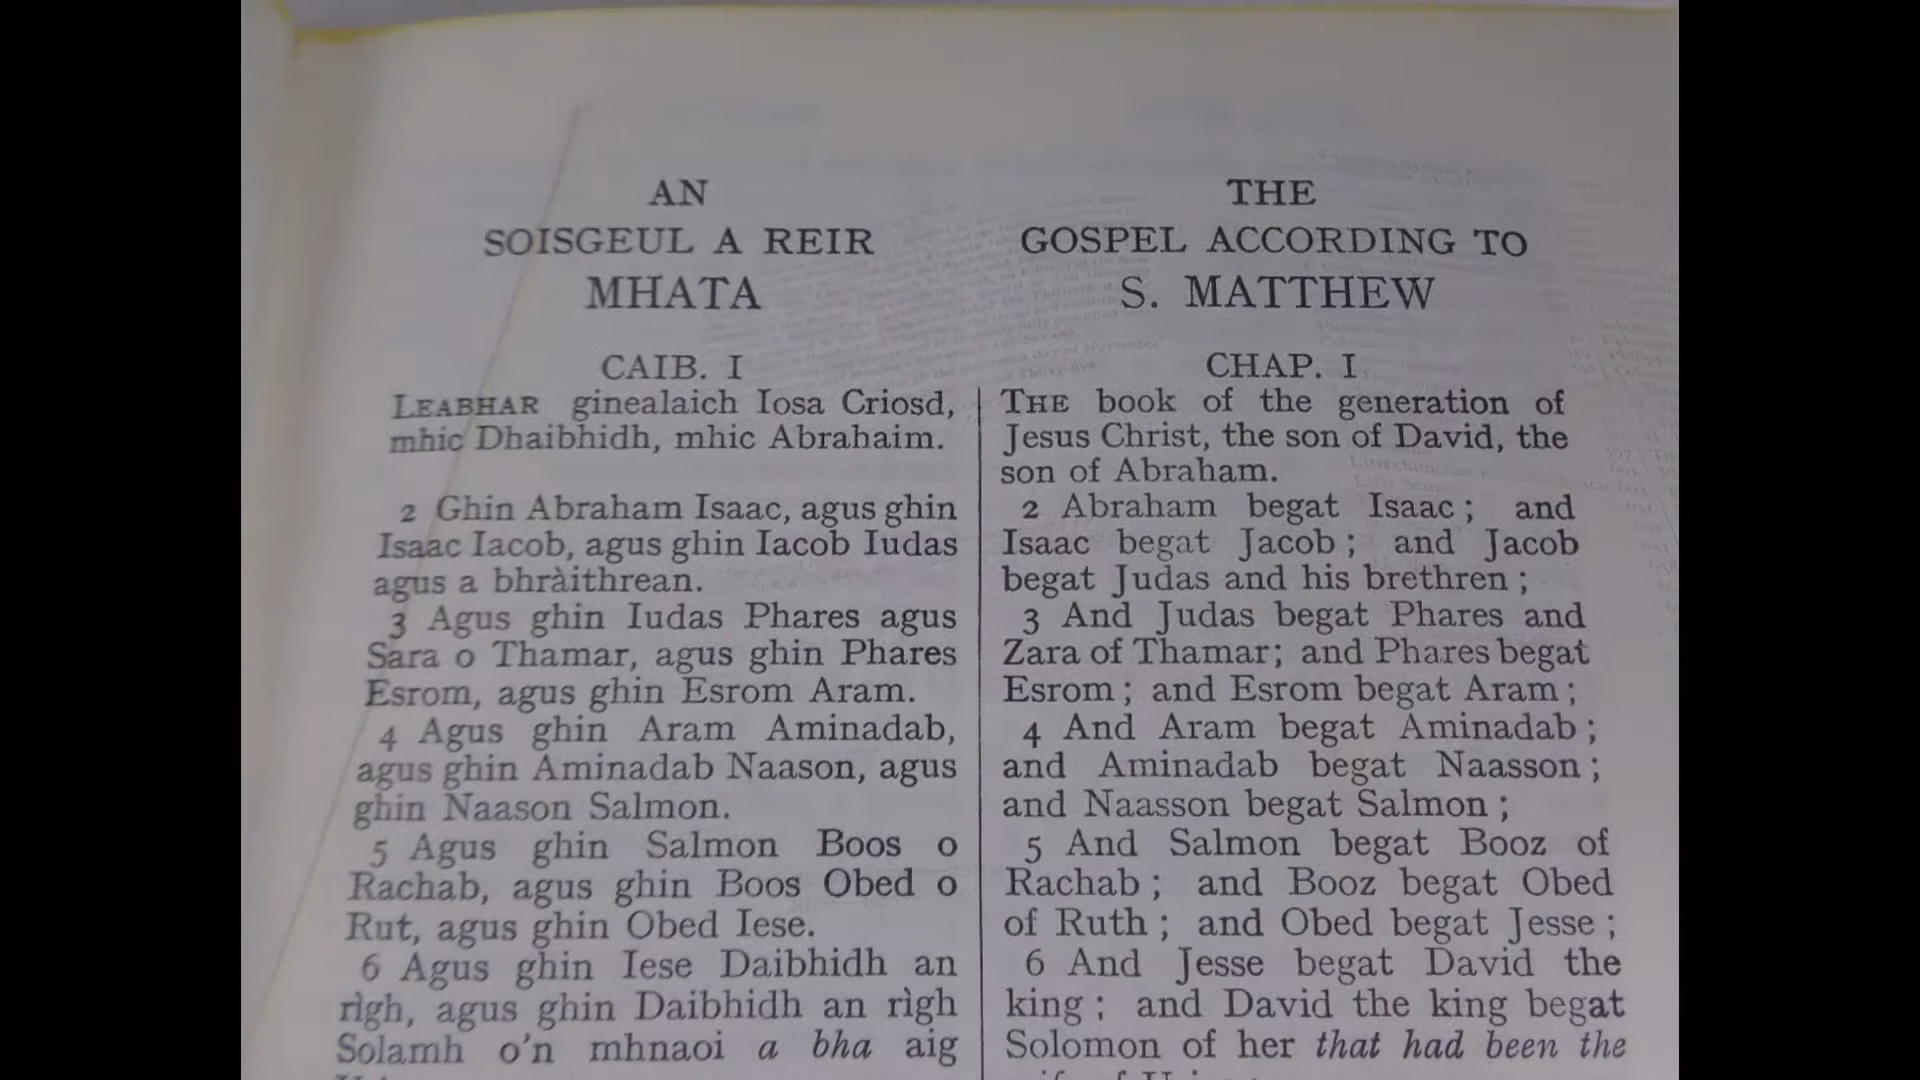 AN
SOISGEUL A REIR
MHATA
CAIB. I
LEABHAR ginealaich Iosa Criosd,
mhic Dhaibhidh, mhic Abrahaim.
2 Ghin Abraham Isaac, agus ghin
Isaac Iacob, agus ghin Iacob Iudas
agus a bhràithrean.
3 Agus ghin Iudas Phares agus
Sara o Thamar, agus ghin Phares
Esrom, agus ghin Esrom Aram.
4 Agus ghin Aram Aminadab,
agus ghin Aminadab Naason, agus
ghin Naason Salmon.
5 Agus ghin Salmon Boos o
Rachab, agus ghin Boos Obed o
Rut, agus ghin Obed Iese.
6 Agus ghin Iese Daibhidh an
rìgh, agus ghin Daibhidh an rìgh
Solamh o'n mhnaoi a bha aig
THE
GOSPEL ACCORDING TO
S. MATTHEW
CHAP. I
THE book of the generation of
Jesus Christ, the son of David, the
son of Abraham.
2 Abraham begat Isaac; and
Isaac begat Jacob; and Jacob
begat Judas and his brethren;
3 And Judas begat Phares and
Zara of Thamar; and Phares begat
Esrom; and Esrom begat Aram;
4 And Aram begat Aminadab;
and Aminadab begat Naasson;
and Naasson begat Salmon;
5 And Salmon begat Booz of
Rachab; and Booz begat Obed
of Ruth; and Obed begat Jesse;
6 And Jesse begat David the
king; and David the king begat
Solomon of her that had been the